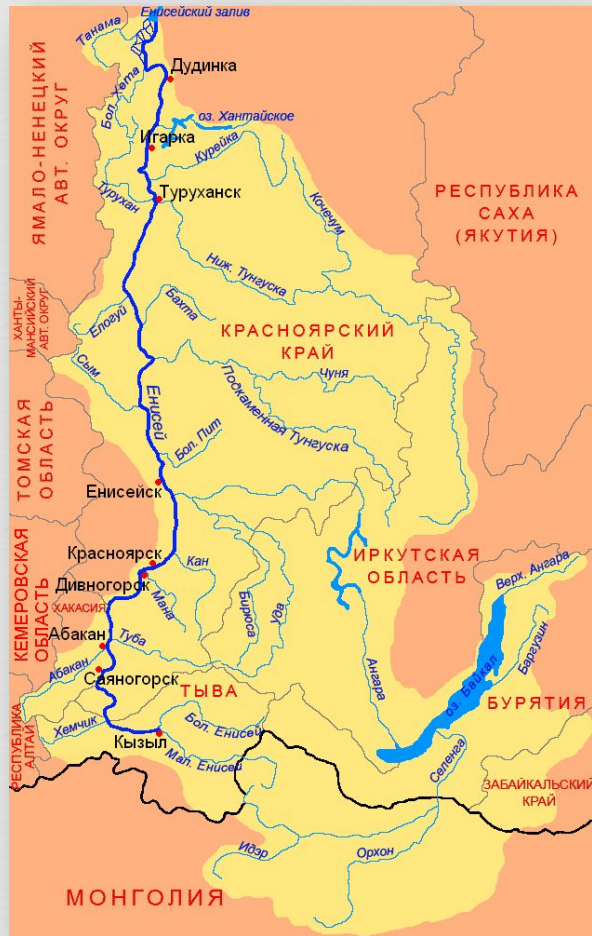 Енисейский залив
Танама
Дудинка
Бол. Хета
оз. Хантайское
Игарка
Курейка
ЯМАЛО-НЕНЕЦКИЙ
АВТ. ОКРУГ
Турухан
Туруханск
Кочечум
РЕСПУБЛИКА
САХА
(ЯКУТИЯ)
Ниж. Тунгуска
ХАНТЫ-
МАНСИЙСКИЙ
АВТ. ОКРУГ
Елогуй
Бахта
КРАСНОЯРСКИЙ
КРАЙ
Сым
Чуня
Подкаменная Тунгуска
Енисей
ТОМСКАЯ
ОБЛАСТЬ
Бол. Пит
Енисейск
Красноярск
Кан
ИРКУТСКАЯ
ОБЛАСТЬ
Дивногорск
КЕМЕРОВСКАЯ
ОБЛАСТЬ
ХАКАСИЯ
Мана
Бирюса
Уда
Верх. Ангара
Абакан
Туба
Баргузин
Абакан
Саяногорск
Ангара
оз. Байкал
ТЫВА
БУРЯТИЯ
РЕСПУБЛИКА
АЛТАЙ
Хемчик
Бол. Енисей
Кызыл
Мал. Енисей
Селенга
ЗАБАЙКАЛЬСКИЙ
КРАЙ
Идэр
Орхон
МОНГОЛИЯ